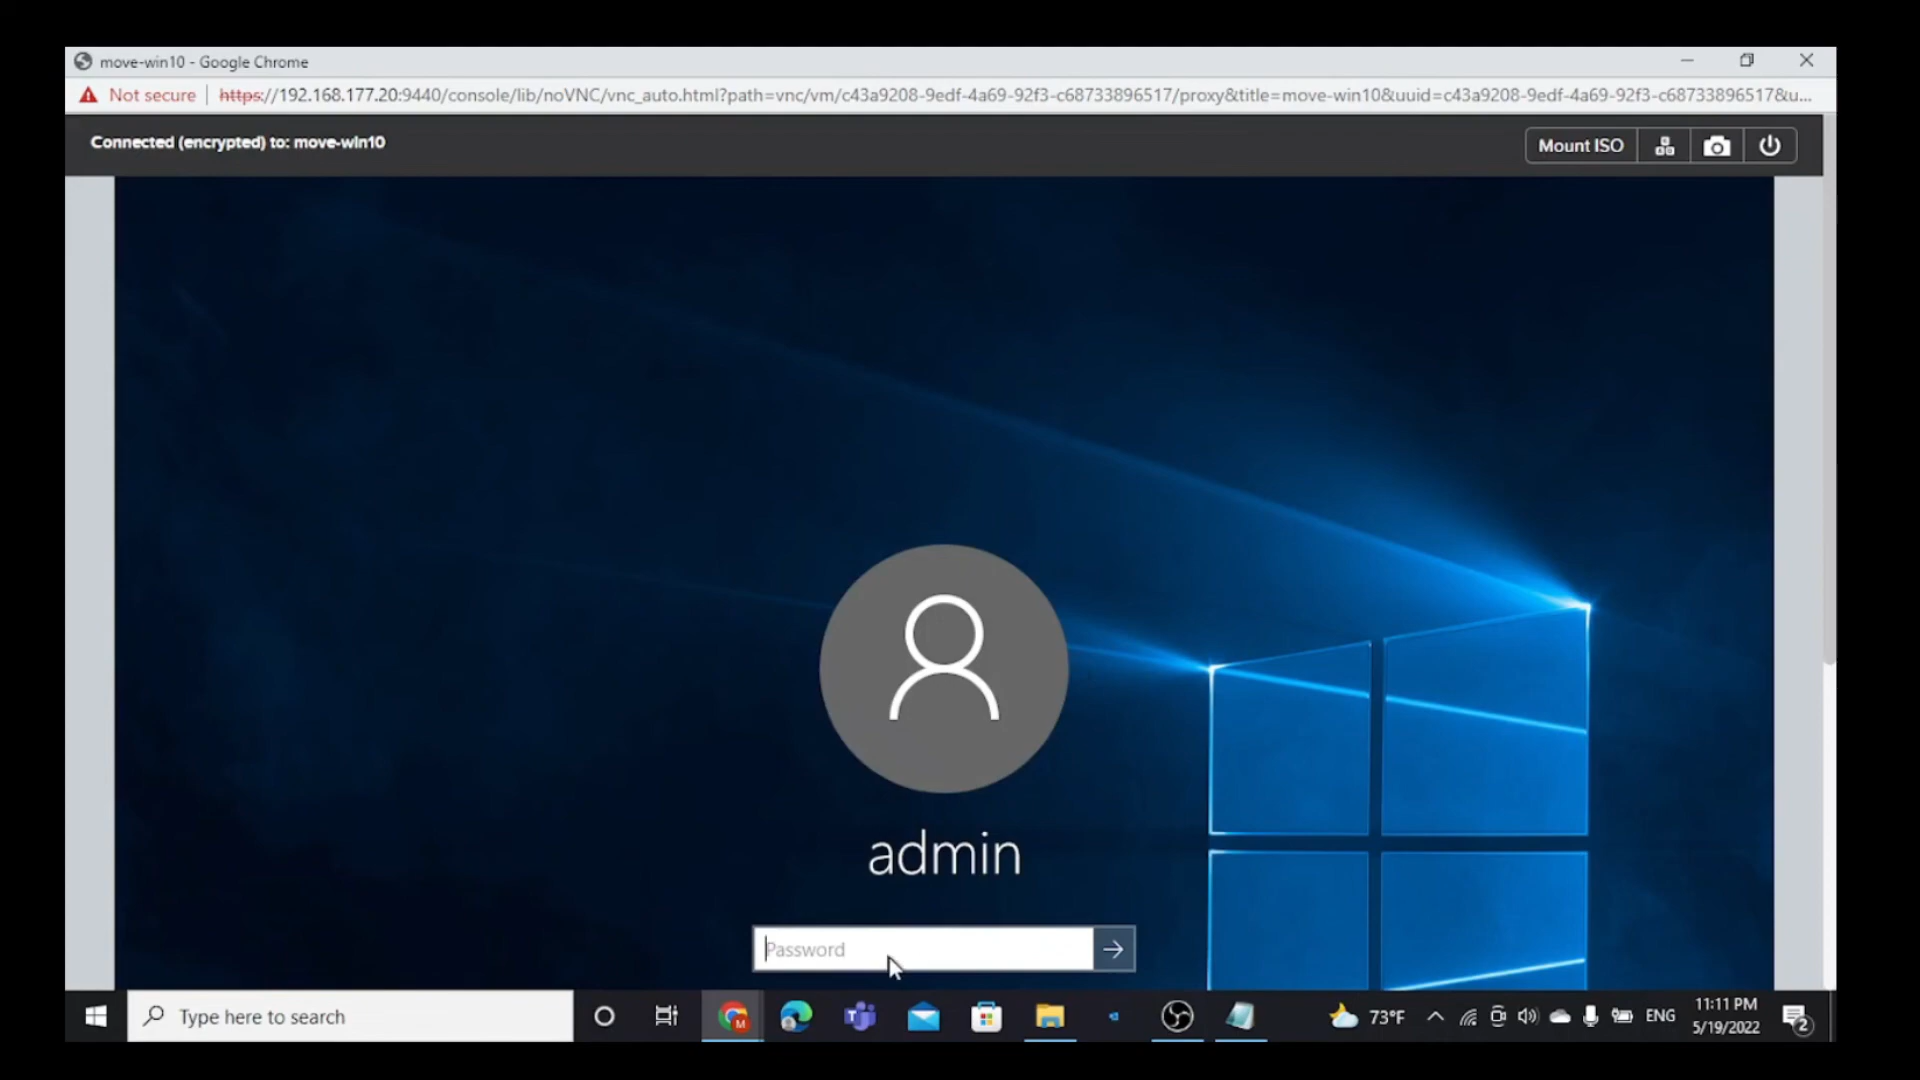 move-win10 - Google Chrome
Not secure | https://192.168.177.20:9440/console/lib/noVNC/vnc_auto.html?path=vnc/vm/c43a9208-9edf-4a69-92f3-c68733896517/proxy&title=move-win10&uuid=c43a9208-9edf-4a69-92f3-c68733896517&u...
Connected (encrypted) to: move-win10
Mount ISO
admin
Password
Type here to search
73°F
ENG
11:11 PM
5/19/2022
2